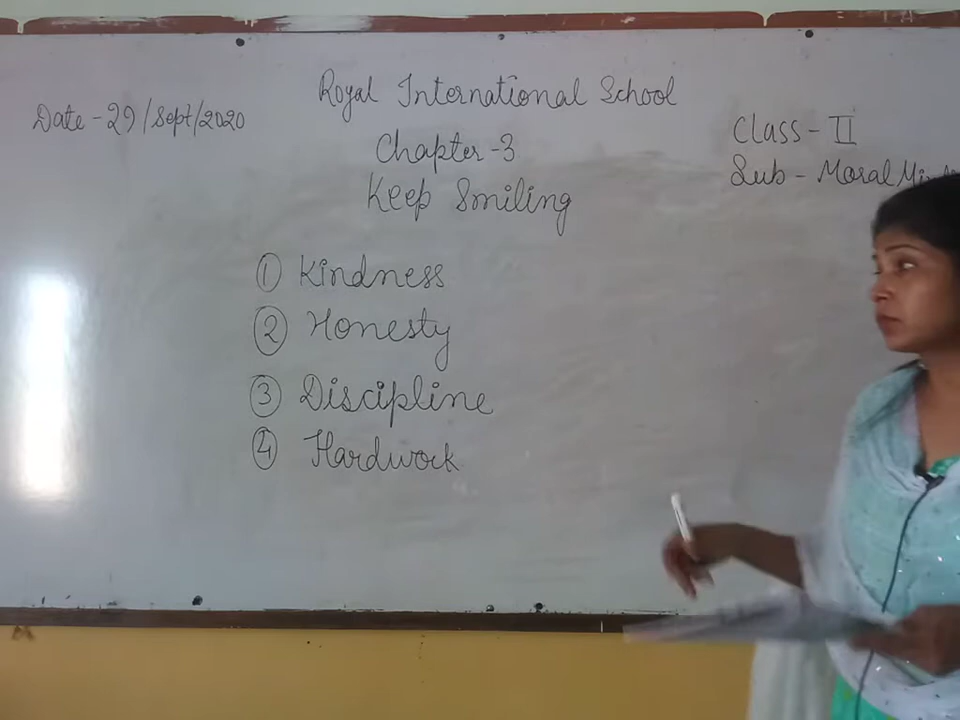 Royal International School
Date - 29/Sept/2020
Class - II
Chapter - 3
Sub - Moral
Keep Smiling
① Kindness
② Honesty
③ Discipline
④ Hardwork